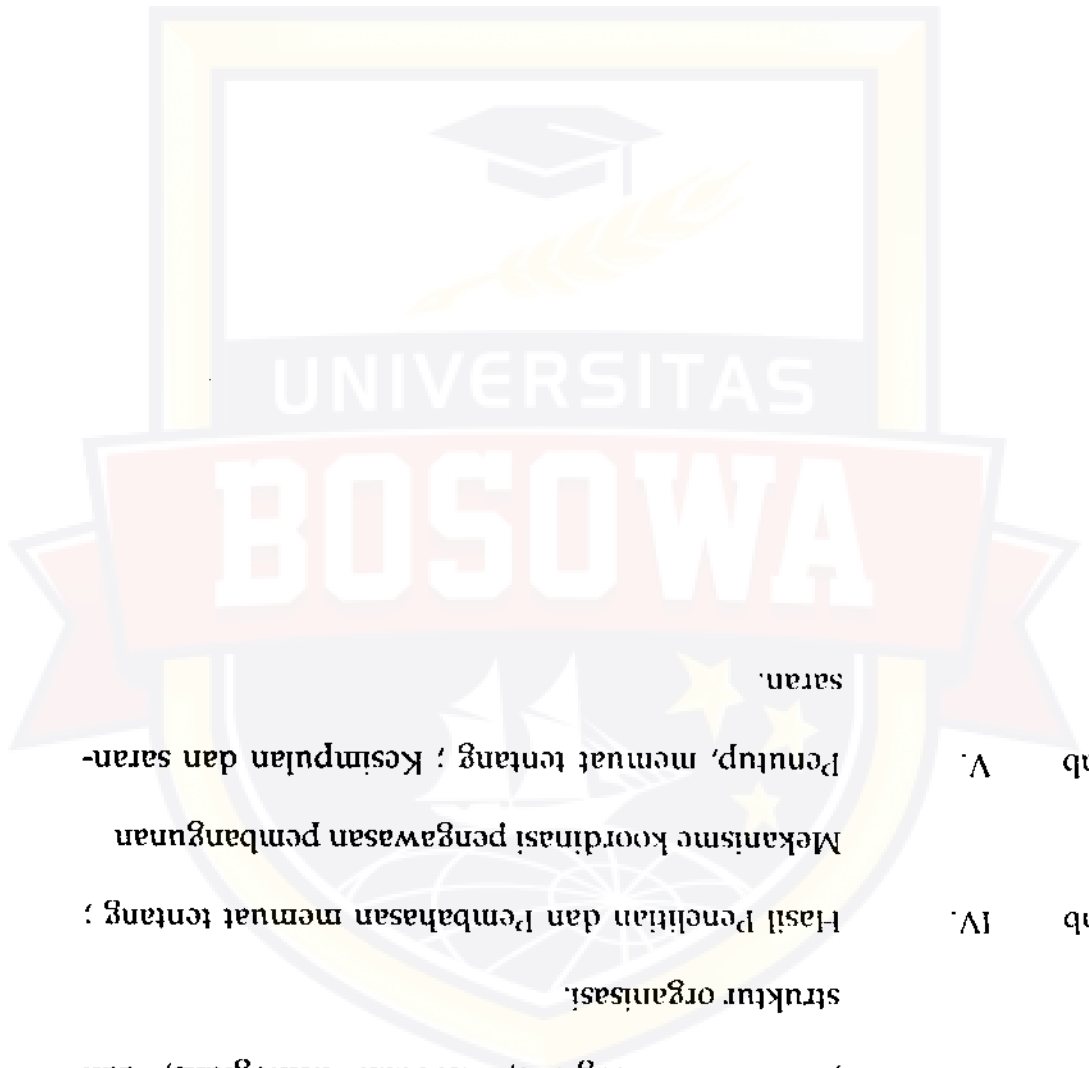 struktur organisasi.
IV. Hasil Penelitian dan Pembahasan memuat tentang ;
Mekanisme koordinasi pengawasan pembangunan
V. Penutup, memuat tentang ; Kesimpulan dan saran-
saran.
UNIVERSITAS
BOSOWA